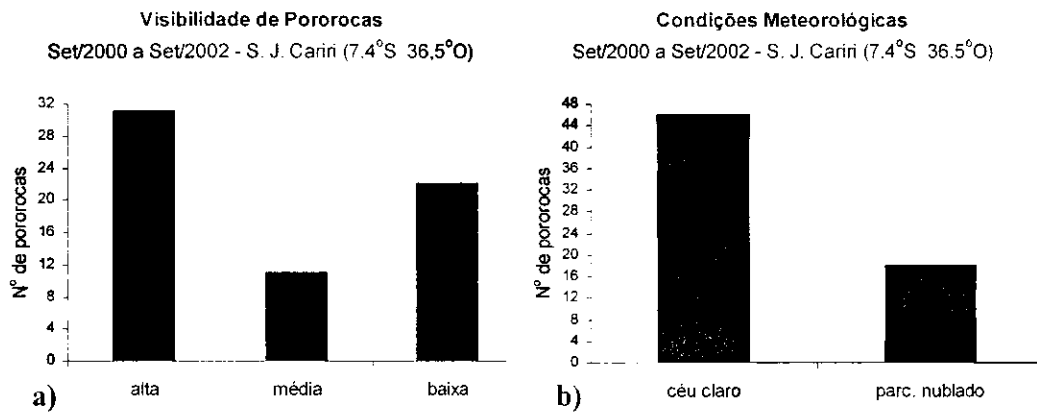 Visibilidade de Pororocas
Set/2000 a Set/2002 - S. J. Cariri (7.4°S 36,5°O)
32
28
24
20
16
12
8
4
0
Nº de pororocas
alta
média
baixa
a)
Condições Meteorológicas
Set/2000 a Set/2002 - S. J. Cariri (7.4°S 36.5°O)
48
44
40
36
32
28
24
20
16
12
8
4
0
Nº de pororocas
céu claro
parc. nublado
b)